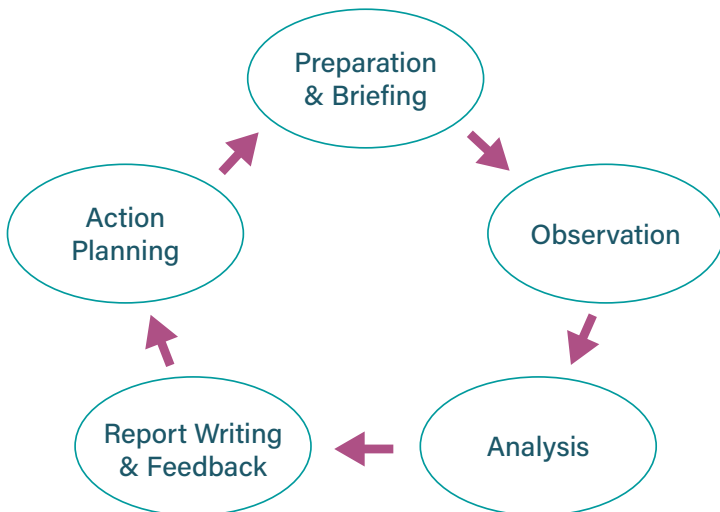 Preparation
& Briefing
Observation
Analysis
Report Writing
& Feedback
Action
Planning